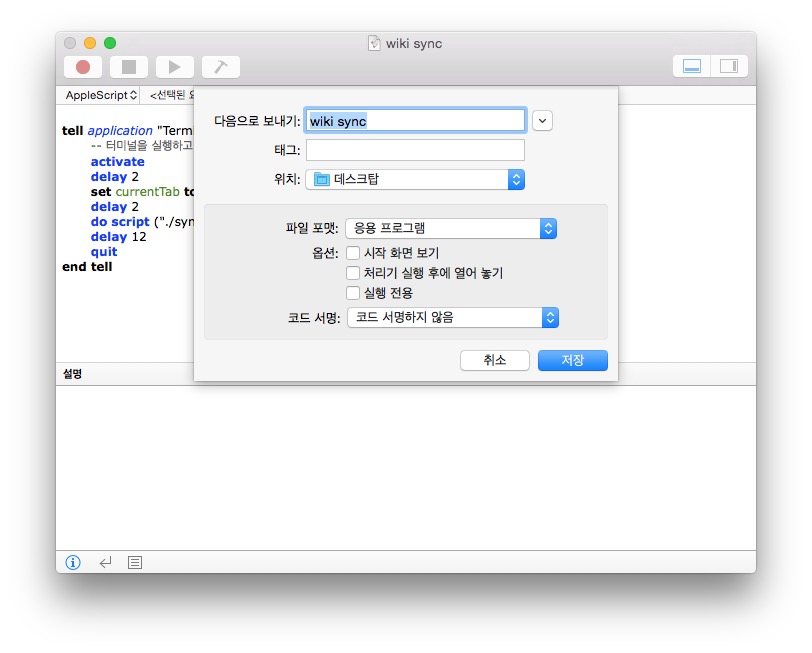 wiki sync
AppleScript
<선택된
다음으로 보내기: wiki sync
태그:
위치: 데스크탑
파일 포맷: 응용 프로그램
옵션: 시작 화면 보기
처리기 실행 후에 열어 놓기
실행 전용
코드 서명: 코드 서명하지 않음
취소 저장
tell application "Term
-- 터미널을 실행하고
activate
delay 2
set currentTab to
delay 2
do script ("./syn
delay 12
quit
end tell
설명